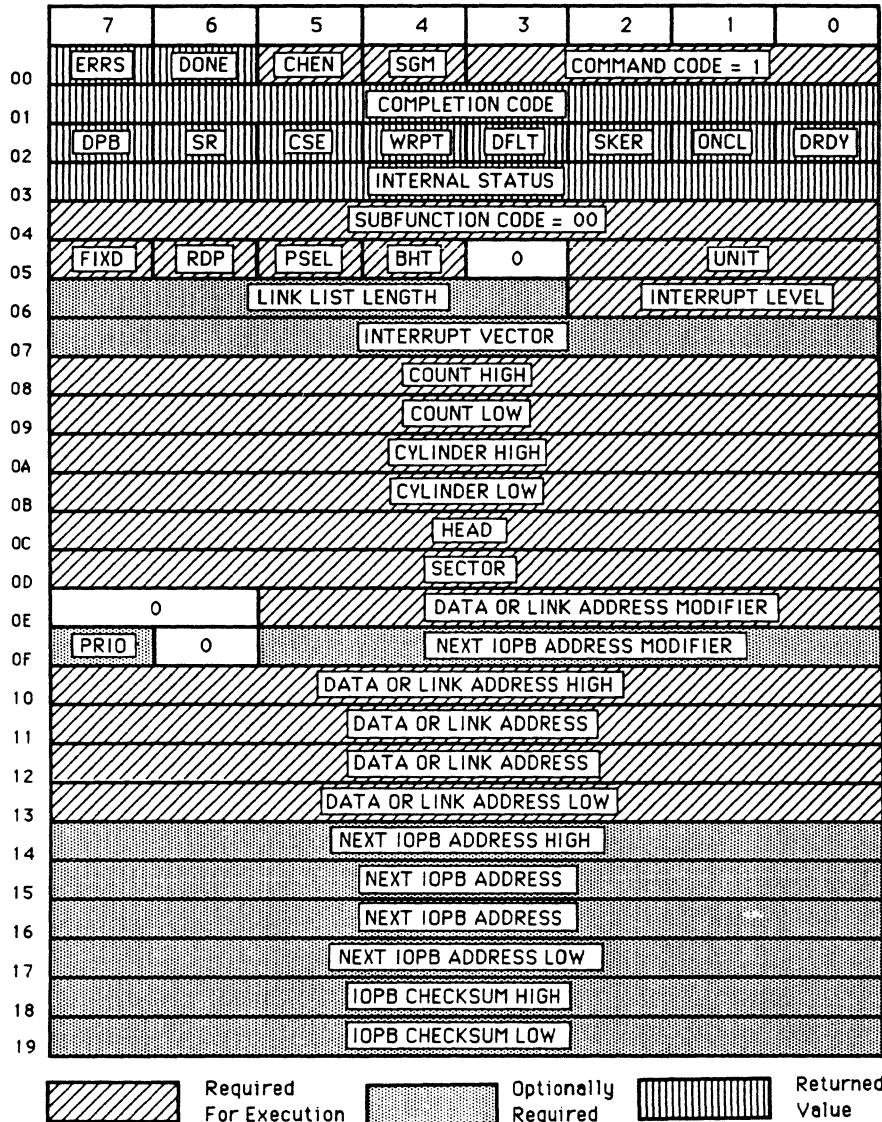 7 6 5 4 3 2 1 0
00 ERRS DONE CHEN SGM COMMAND CODE = 1
01 COMPLETION CODE
02 DPB SR CSE WRPT DFLT SKER ONCL DRDY
03 INTERNAL STATUS
04 SUBFUNCTION CODE = 00
05 FIXD RDP PSEL BHT 0 UNIT
06 LINK LIST LENGTH INTERRUPT LEVEL
07 INTERRUPT VECTOR
08 COUNT HIGH
09 COUNT LOW
0A CYLINDER HIGH
0B CYLINDER LOW
0C HEAD
0D SECTOR
0E 0 DATA OR LINK ADDRESS MODIFIER
0F PRIO 0 NEXT IOPB ADDRESS MODIFIER
10 DATA OR LINK ADDRESS HIGH
11 DATA OR LINK ADDRESS
12 DATA OR LINK ADDRESS
13 DATA OR LINK ADDRESS LOW
14 NEXT IOPB ADDRESS HIGH
15 NEXT IOPB ADDRESS
16 NEXT IOPB ADDRESS
17 NEXT IOPB ADDRESS LOW
18 IOPB CHECKSUM HIGH
19 IOPB CHECKSUM LOW
Required For Execution
Optionally Required
Returned Value